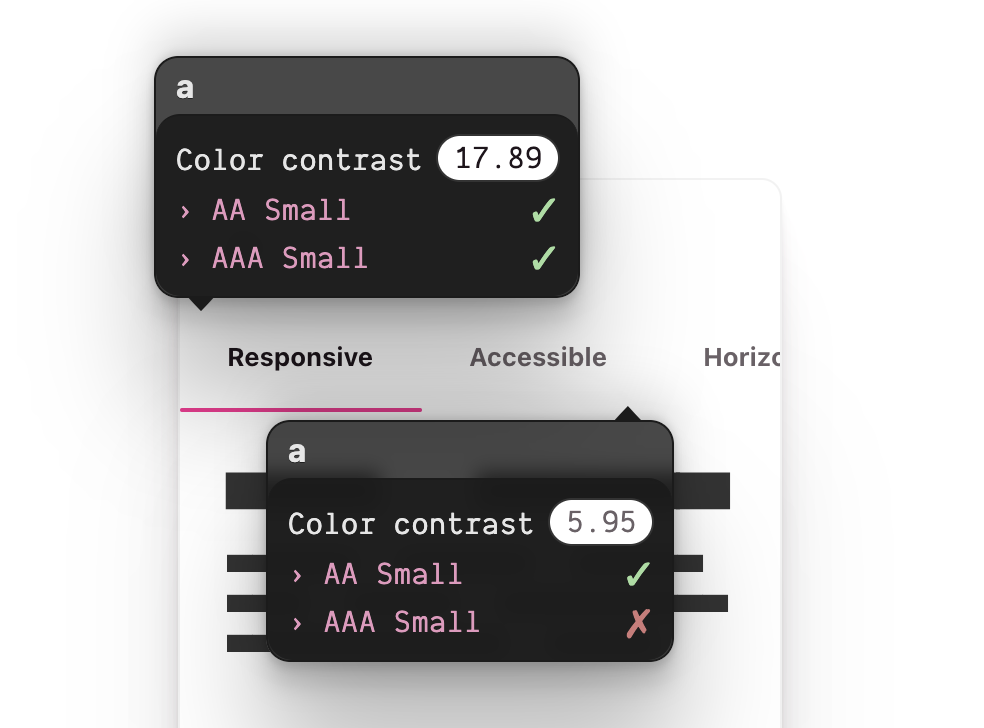 a
Color contrast 17.89
› AA Small ✓
› AAA Small ✓
Responsive Accessible Horizo
a
Color contrast 5.95
› AA Small ✓
› AAA Small ✗